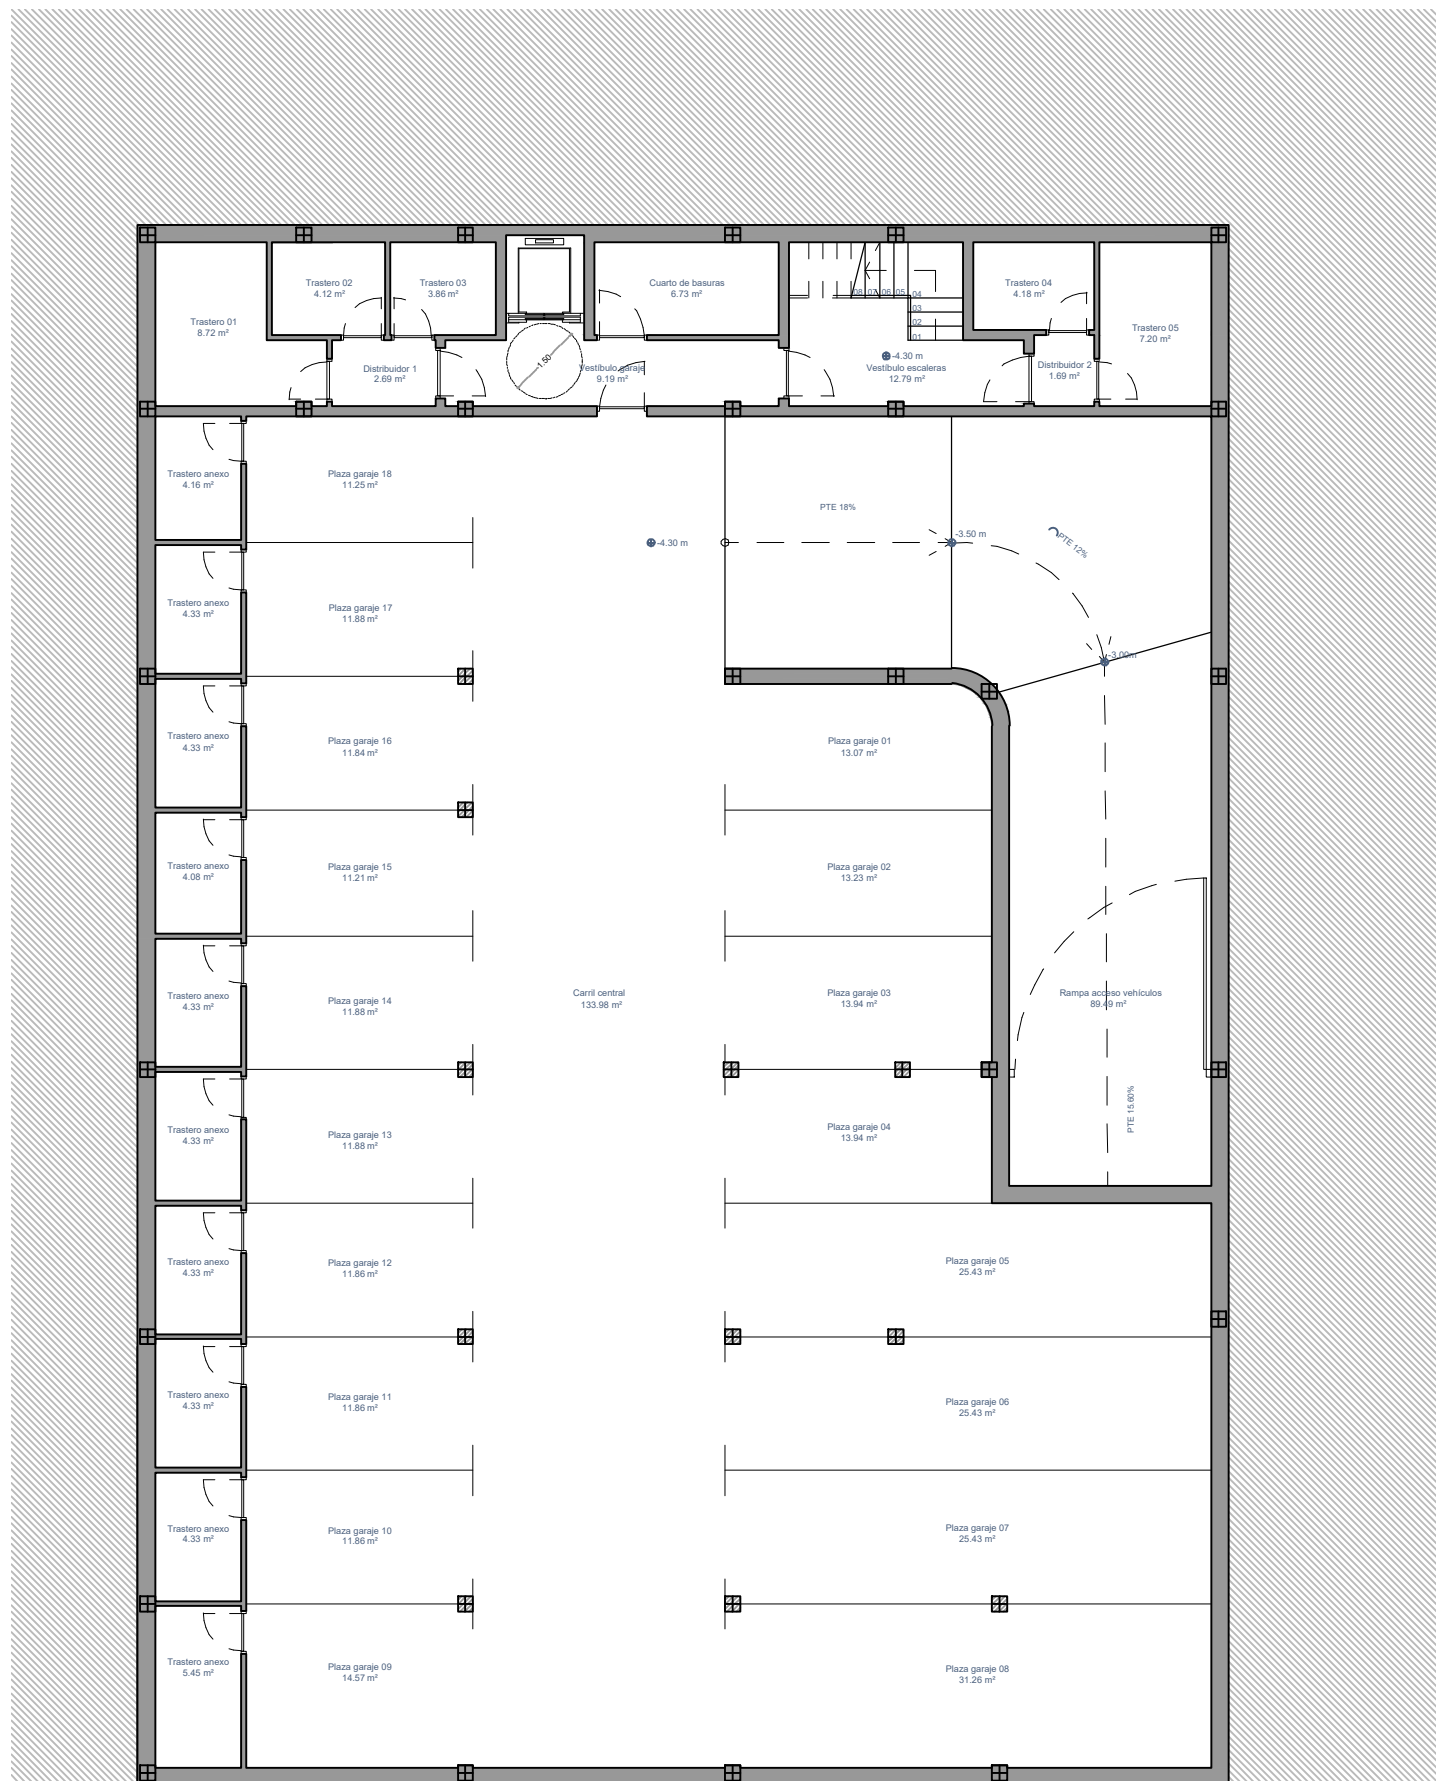 Trastero 01
8.72 m²
Trastero 02
4.12 m²
Trastero 03
3.86 m²
Cuarto de basuras
6.73 m²
08 07 06 05 04
03
02
01
Trastero 04
4.18 m²
Trastero 05
7.20 m²
Distribuidor 1
2.69 m²
1.50
Vestíbulo garaje
9.19 m²
-4.30 m
Vestíbulo escaleras
12.79 m²
Distribuidor 2
1.69 m²
Trastero anexo
4.16 m²
Plaza garaje 18
11.25 m²
PTE 18%
-4.30 m
-3.50 m
PTE 12%
Trastero anexo
4.33 m²
Plaza garaje 17
11.88 m²
-3.00m
Trastero anexo
4.33 m²
Plaza garaje 16
11.84 m²
Plaza garaje 01
13.07 m²
Trastero anexo
4.08 m²
Plaza garaje 15
11.21 m²
Plaza garaje 02
13.23 m²
Trastero anexo
4.33 m²
Plaza garaje 14
11.88 m²
Carril central
133.98 m²
Plaza garaje 03
13.94 m²
Rampa acceso vehículos
89.49 m²
PTE 15.60%
Trastero anexo
4.33 m²
Plaza garaje 13
11.88 m²
Plaza garaje 04
13.94 m²
Trastero anexo
4.33 m²
Plaza garaje 12
11.86 m²
Plaza garaje 05
25.43 m²
Trastero anexo
4.33 m²
Plaza garaje 11
11.86 m²
Plaza garaje 06
25.43 m²
Trastero anexo
4.33 m²
Plaza garaje 10
11.86 m²
Plaza garaje 07
25.43 m²
Trastero anexo
5.45 m²
Plaza garaje 09
14.57 m²
Plaza garaje 08
31.26 m²